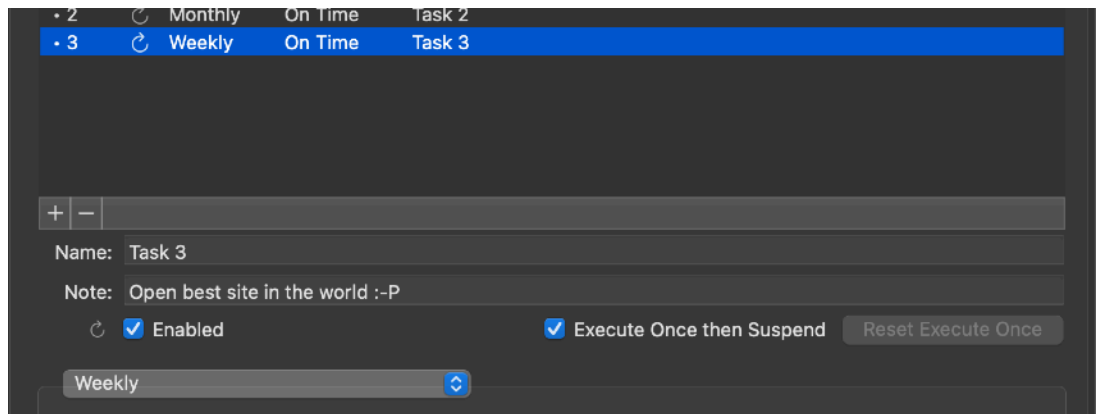 • 2 Monthly On Time Task 2
• 3 Weekly On Time Task 3
+ −
Name: Task 3
Note: Open best site in the world :-P
Enabled Execute Once then Suspend Reset Execute Once
Weekly